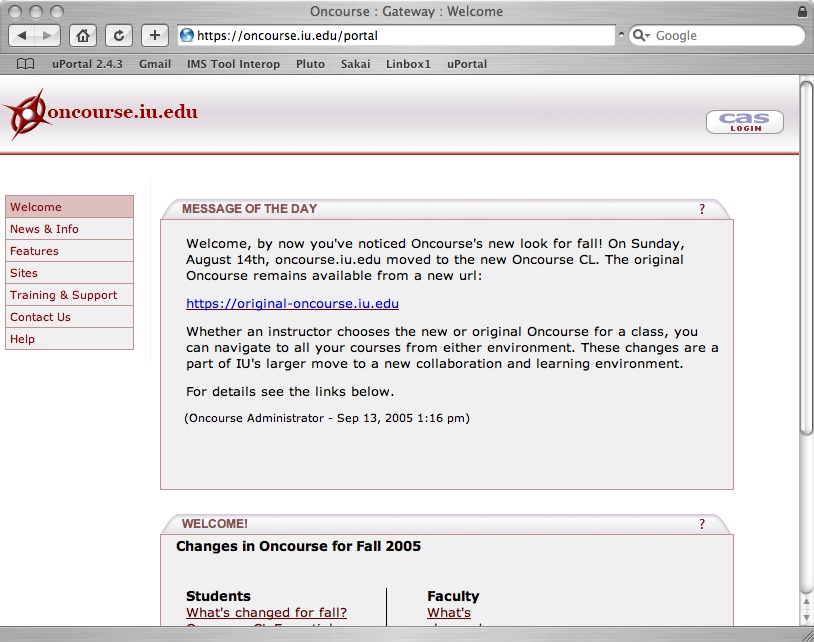 Oncourse : Gateway : Welcome
https://oncourse.iu.edu/portal
Google
uPortal 2.4.3 Gmail IMS Tool Interop Pluto Sakai Linbox1 uPortal
oncourse.iu.edu
cas
LOGIN
Welcome
News & Info
Features
Sites
Training & Support
Contact Us
Help
MESSAGE OF THE DAY ?
Welcome, by now you've noticed Oncourse's new look for fall! On Sunday,
August 14th, oncourse.iu.edu moved to the new Oncourse CL. The original
Oncourse remains available from a new url:
https://original-oncourse.iu.edu
Whether an instructor chooses the new or original Oncourse for a class, you
can navigate to all your courses from either environment. These changes are a
part of IU's larger move to a new collaboration and learning environment.
For details see the links below.
(Oncourse Administrator - Sep 13, 2005 1:16 pm)
WELCOME! ?
Changes in Oncourse for Fall 2005
Students
What's changed for fall?
Faculty
What's